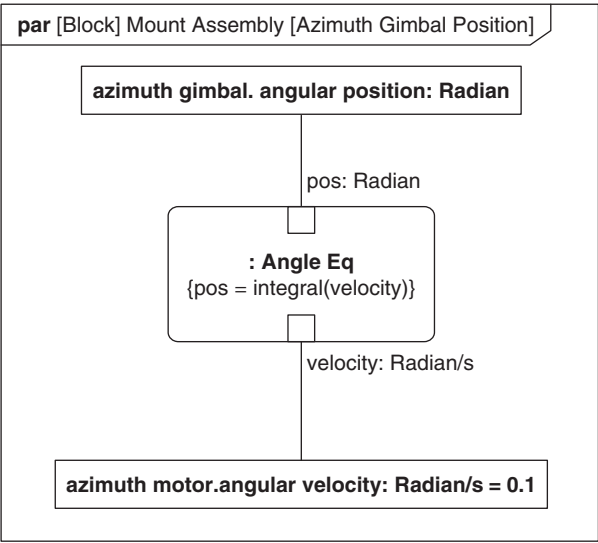 par [Block] Mount Assembly [Azimuth Gimbal Position]
azimuth gimbal. angular position: Radian
pos: Radian
: Angle Eq
{pos = integral(velocity)}
velocity: Radian/s
azimuth motor.angular velocity: Radian/s = 0.1